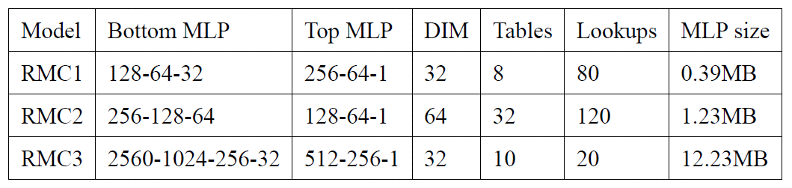 Model Bottom MLP Top MLP DIM Tables Lookups MLP size
RMC1 128-64-32 256-64-1 32 8 80 0.39MB
RMC2 256-128-64 128-64-1 64 32 120 1.23MB
RMC3 2560-1024-256-32 512-256-1 32 10 20 12.23MB